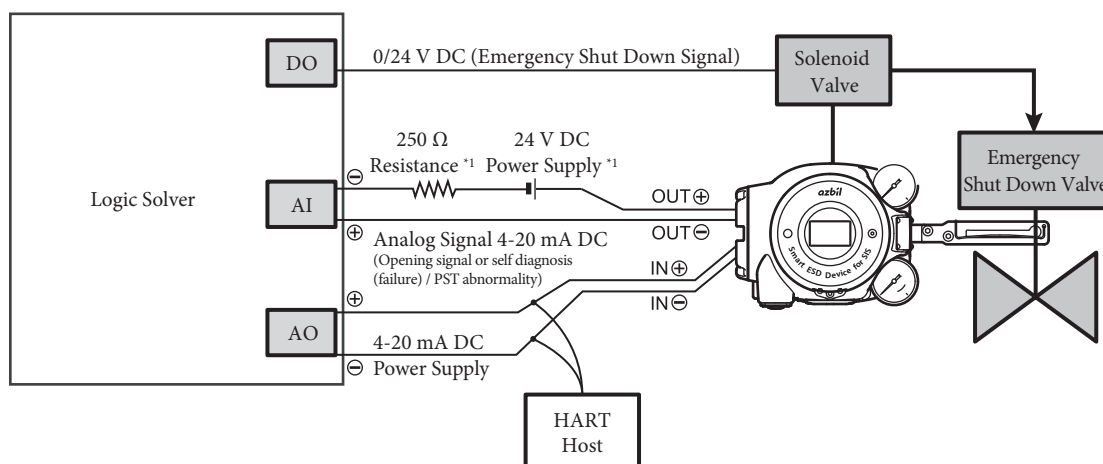 DO
0/24 V DC (Emergency Shut Down Signal)
Solenoid
Valve
250 Ω
Resistance *1
24 V DC
Power Supply *1
Emergency
Shut Down Valve
Logic Solver
AI
⊖
OUT⊕
OUT⊖
azbil
Smart ESD Device for SIS
⊕
Analog Signal 4-20 mA DC
(Opening signal or self diagnosis
(failure) / PST abnormality)
IN⊕
IN⊖
⊕
AO
4-20 mA DC
⊖
Power Supply
HART
Host